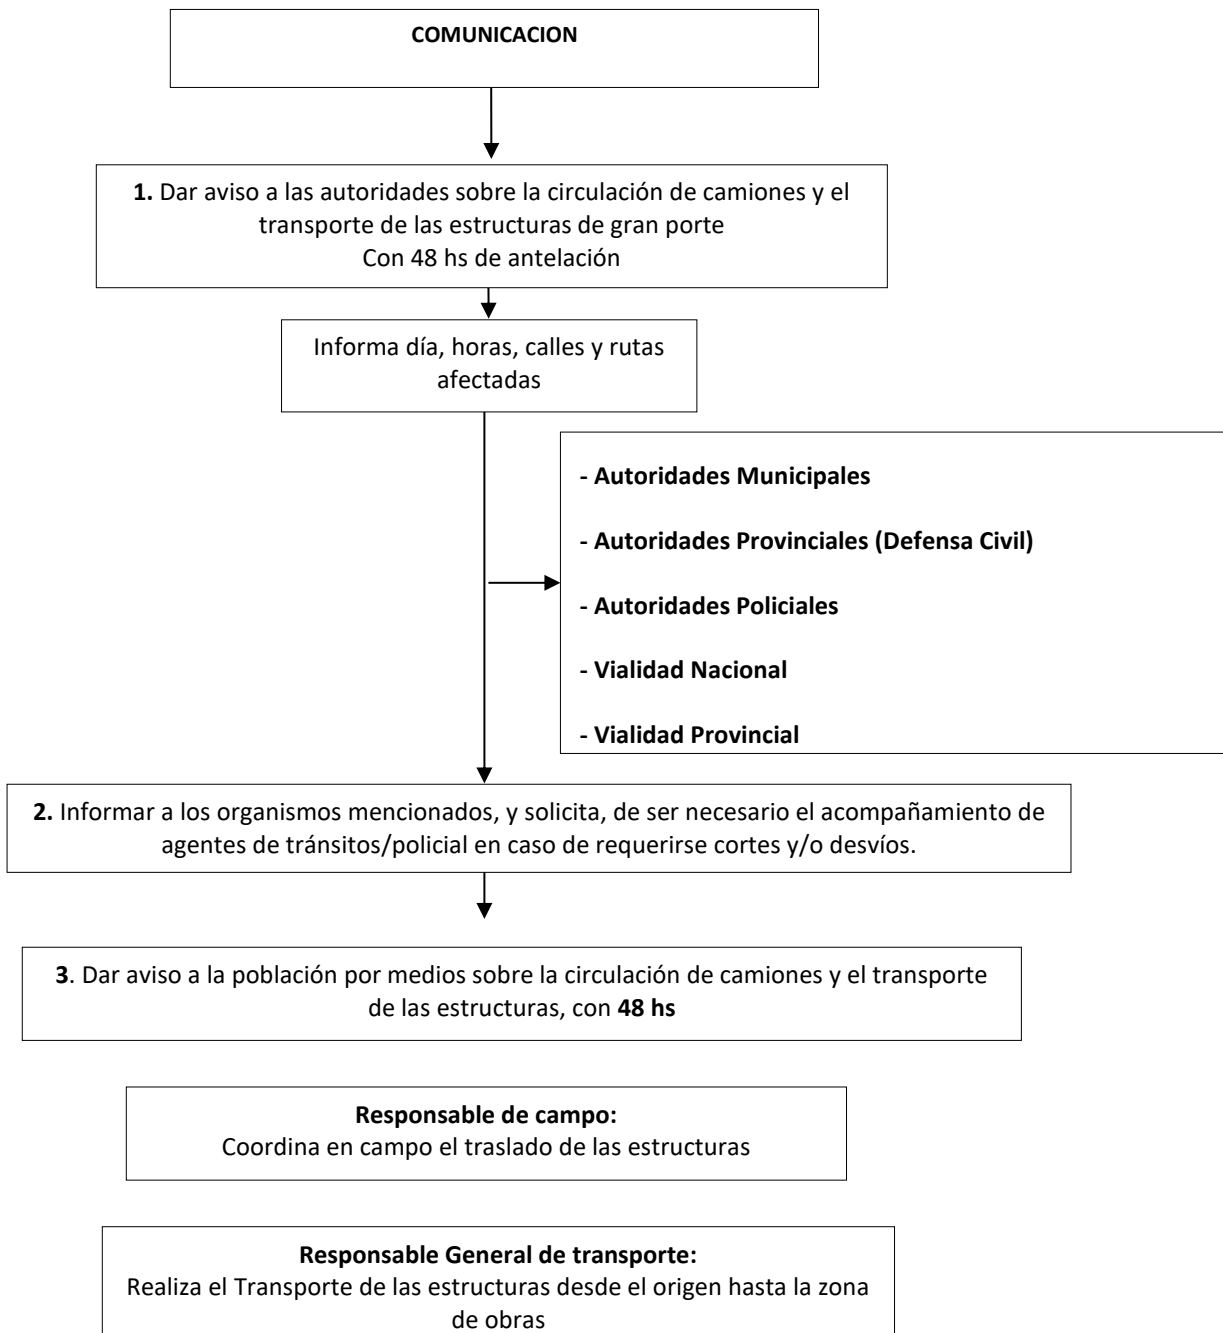 COMUNICACION
1. Dar aviso a las autoridades sobre la circulación de camiones y el
transporte de las estructuras de gran porte
Con 48 hs de antelación
Informa día, horas, calles y rutas
afectadas
- Autoridades Municipales
- Autoridades Provinciales (Defensa Civil)
- Autoridades Policiales
- Vialidad Nacional
- Vialidad Provincial
2. Informar a los organismos mencionados, y solicita, de ser necesario el acompañamiento de
agentes de tránsitos/policial en caso de requerirse cortes y/o desvíos.
3. Dar aviso a la población por medios sobre la circulación de camiones y el transporte
de las estructuras, con 48 hs
Responsable de campo:
Coordina en campo el traslado de las estructuras
Responsable General de transporte:
Realiza el Transporte de las estructuras desde el origen hasta la zona
de obras